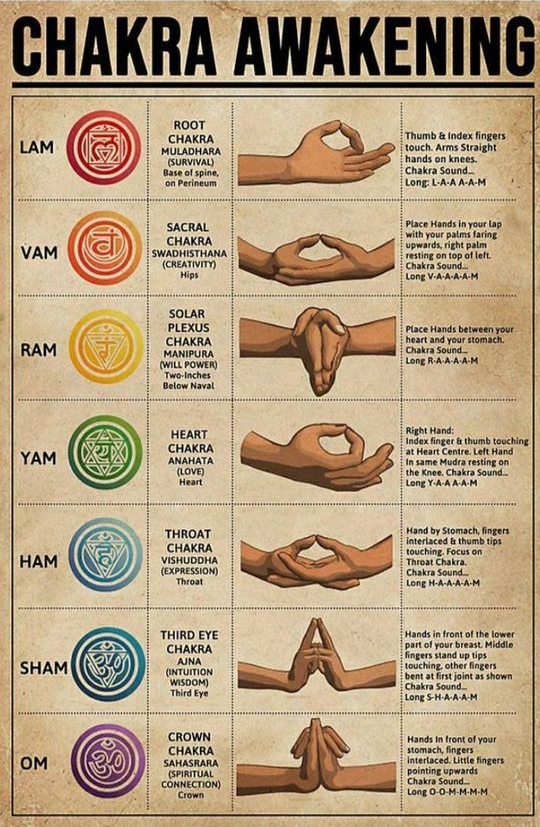 CHAKRA AWAKENING
LAM
ROOT
CHAKRA
MULADHARA
(SURVIVAL)
Base of spine,
on Perineum
Thumb & Index fingers
touch. Arms Straight
hands on knees.
Chakra Sound...
Long: L-A-A A-A-M
VAM
SACRAL
CHAKRA
SWADHISTHANA
(CREATIVITY)
Hips
Place Hands in your lap
with your palms faring
upwards, right palm
resting on top of left.
Chakra Sound...
Long V-A-A-A-A-M
RAM
SOLAR
PLEXUS
CHAKRA
MANIPURA
(WILL POWER)
Two-Inches
Below Naval
Place Hands between your
heart and your stomach.
Chakra Sound...
Long R-A-A-A-A-M
YAM
HEART
CHAKRA
ANAHATA
(LOVE)
Heart
Right Hand:
Index finger & thumb touching
at Heart Centre. Left Hand
In same Mudra resting on
the Knee. Chakra Sound...
Long Y-A-A A-A-M
HAM
THROAT
CHAKRA
VISHUDDHA
(EXPRESSION)
Throat
Hand by Stomach, fingers
interlaced & thumb tips
touching. Focus on
Throat Chakra.
Chakra Sound...
Long H-A-A-A-A-M
SHAM
THIRD EYE
CHAKRA
AJNA
(INTUITION
WISDOM)
Third Eye
Hands in front of the lower
part of your breast. Middle
fingers stand up tips
touching, other fingers
bent at first joint as shown
Chakra Sound...
Long S-H-A-A-A-M
OM
ॐ
CROWN
CHAKRA
SAHASRARA
(SPIRITUAL
CONNECTION)
Crown
Hands In front of your
stomach, fingers
interlaced. Little fingers
pointing upwards
Chakra Sound...
Long O-O-M-M-M-M